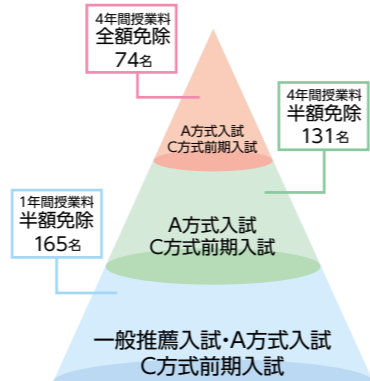 4年間授業料
全額免除
74名
4年間授業料
半額免除
131名
A方式入試
C方式前期入試
1年間授業料
半額免除
165名
A方式入試
C方式前期入試
一般推薦入試・A方式入試
C方式前期入試